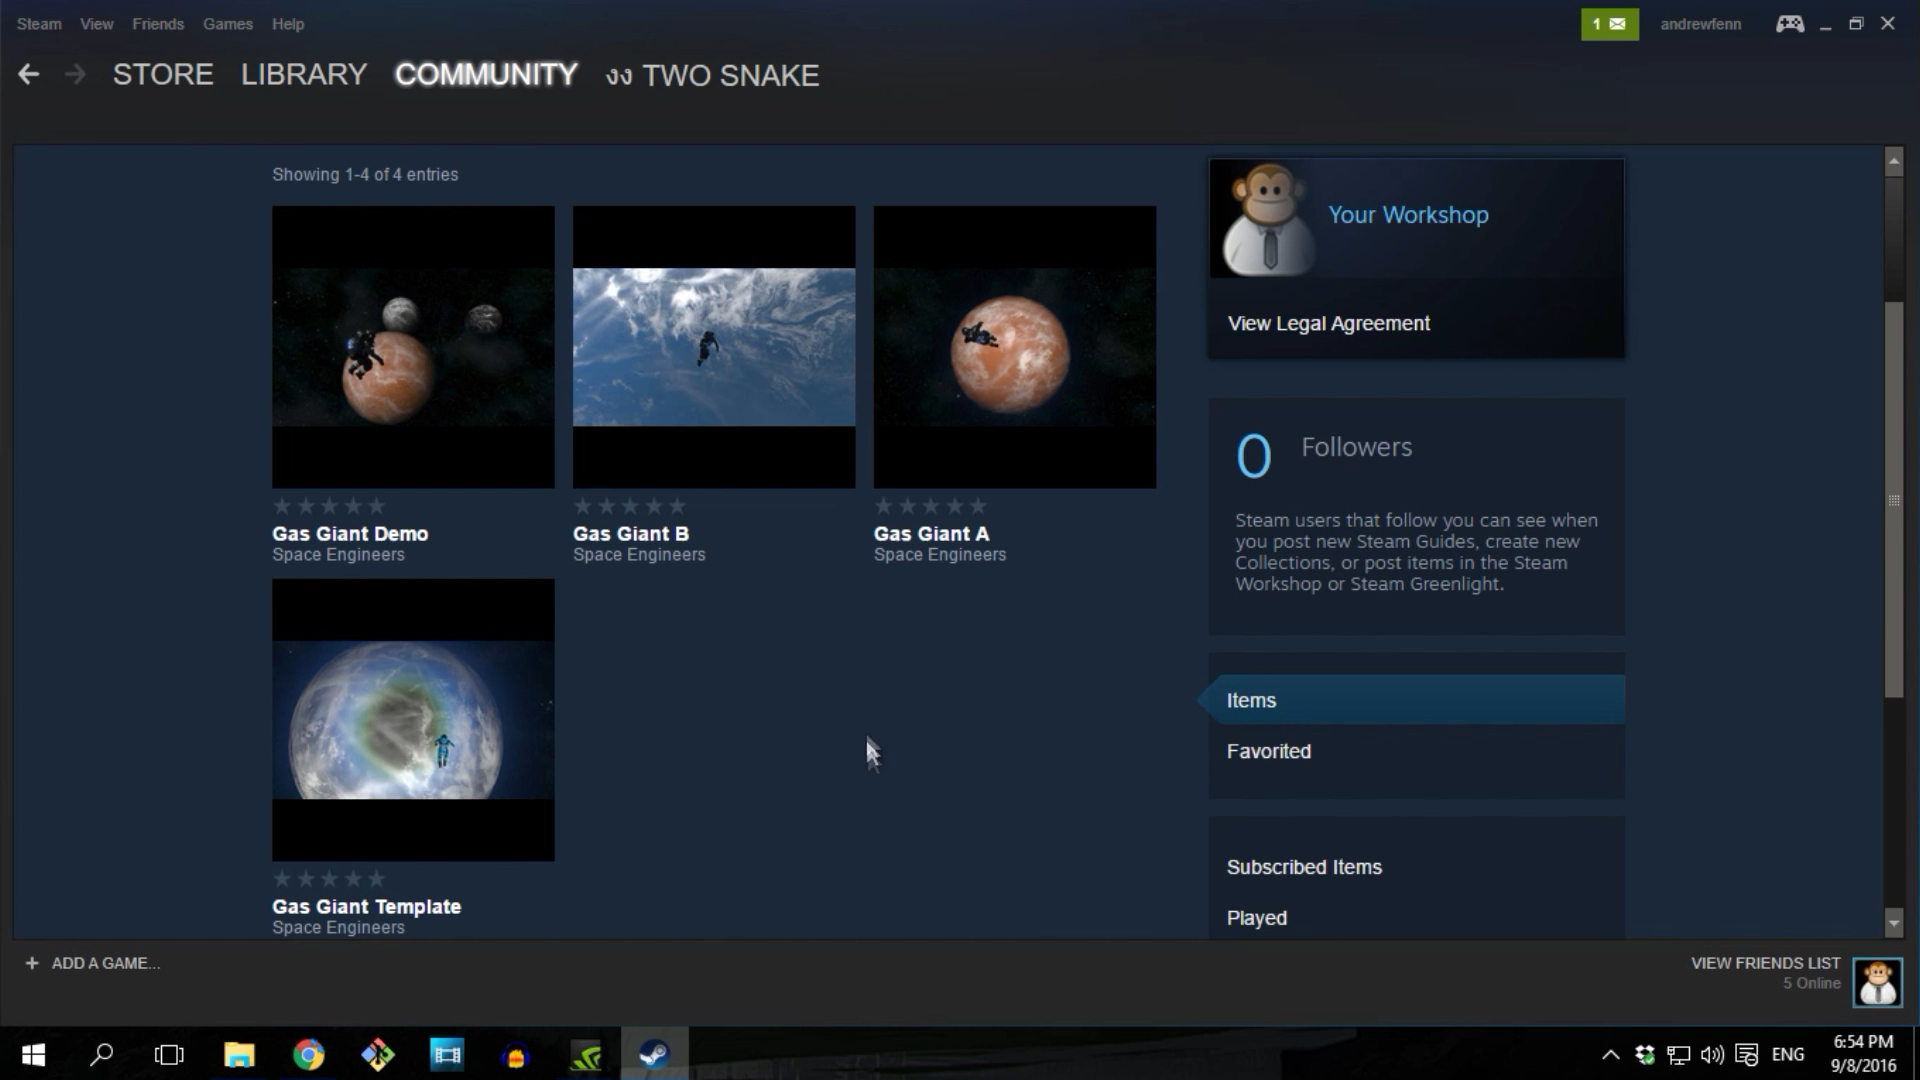 Steam View Friends Games Help
1 andrewfenn
STORE LIBRARY COMMUNITY งง TWO SNAKE
Showing 1-4 of 4 entries
Gas Giant Demo
Space Engineers
Gas Giant B
Space Engineers
Gas Giant A
Space Engineers
Gas Giant Template
Space Engineers
Your Workshop
View Legal Agreement
0 Followers
Steam users that follow you can see when
you post new Steam Guides, create new
Collections, or post items in the Steam
Workshop or Steam Greenlight.
Items
Favorited
Subscribed Items
Played
+ ADD A GAME...
VIEW FRIENDS LIST
5 Online
ENG
6:54 PM
9/8/2016